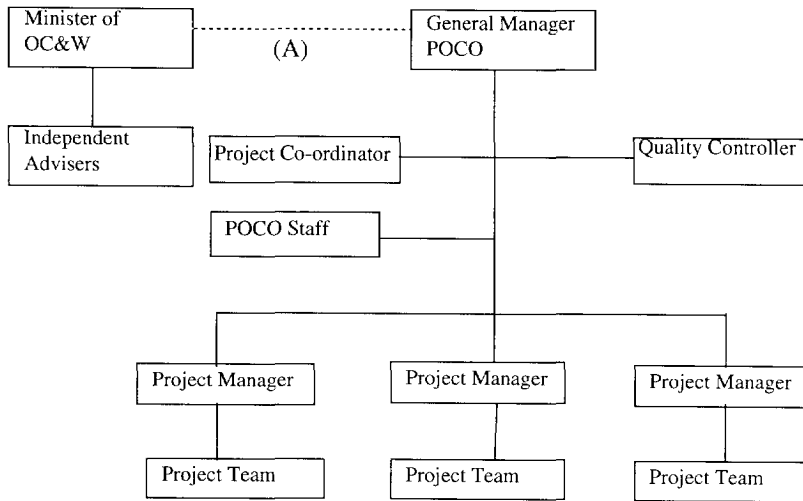 Minister of
OC&W
(A)
General Manager
POCO
Independent
Advisers
Project Co-ordinator
Quality Controller
POCO Staff
Project Manager
Project Manager
Project Manager
Project Team
Project Team
Project Team